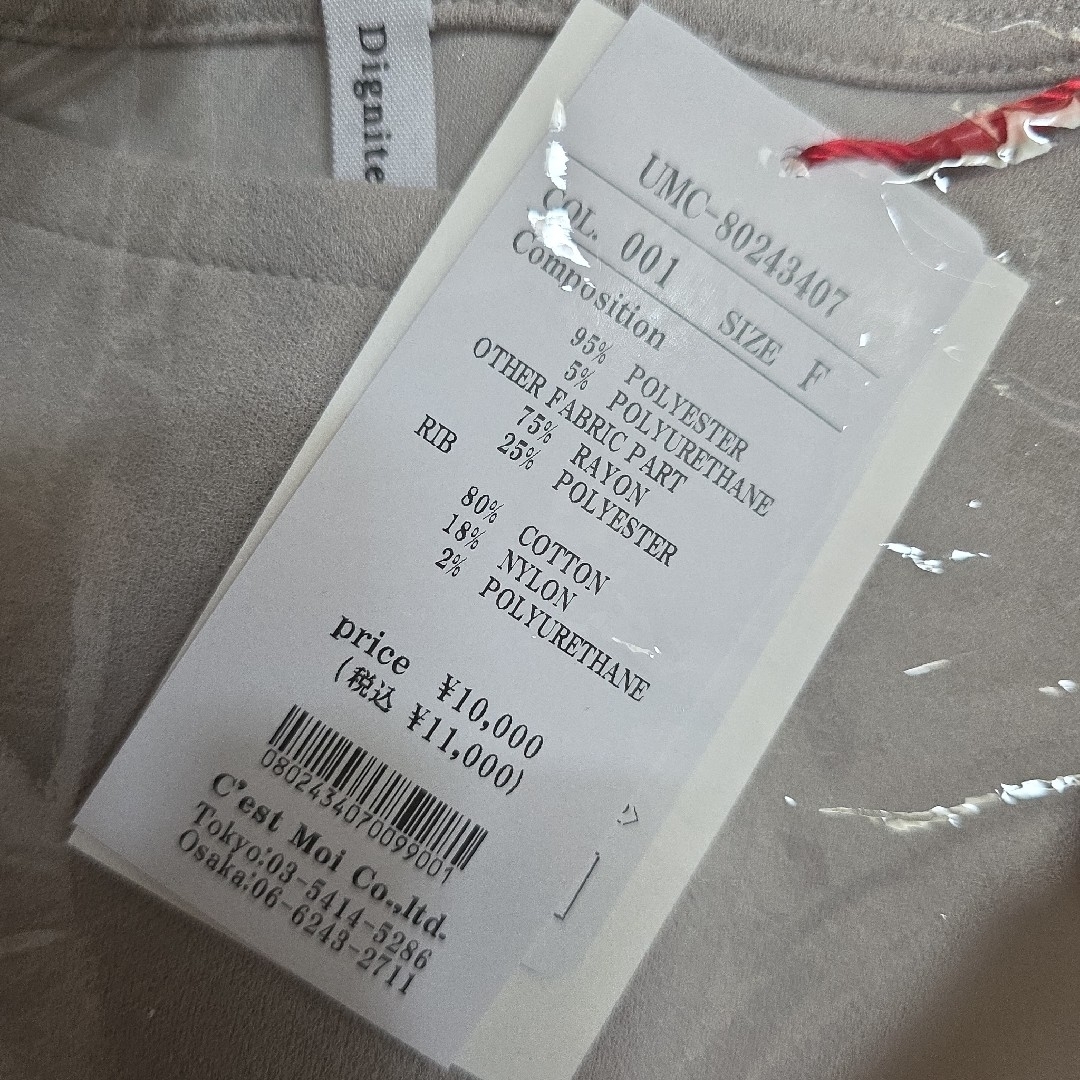 Dignite
UMC-80243407
COL. 001 SIZE F
Composition
95% POLYESTER
5% POLYURETHANE
OTHER FABRIC PART
75% RAYON
25% POLYESTER
RIB
80% COTTON
18% NYLON
2% POLYURETHANE
price ¥10,000
(税込 ¥11,000)
0802434070099001
C'est Moi Co.,ltd.
Tokyo:03-5414-5286
Osaka:06-6243-2711